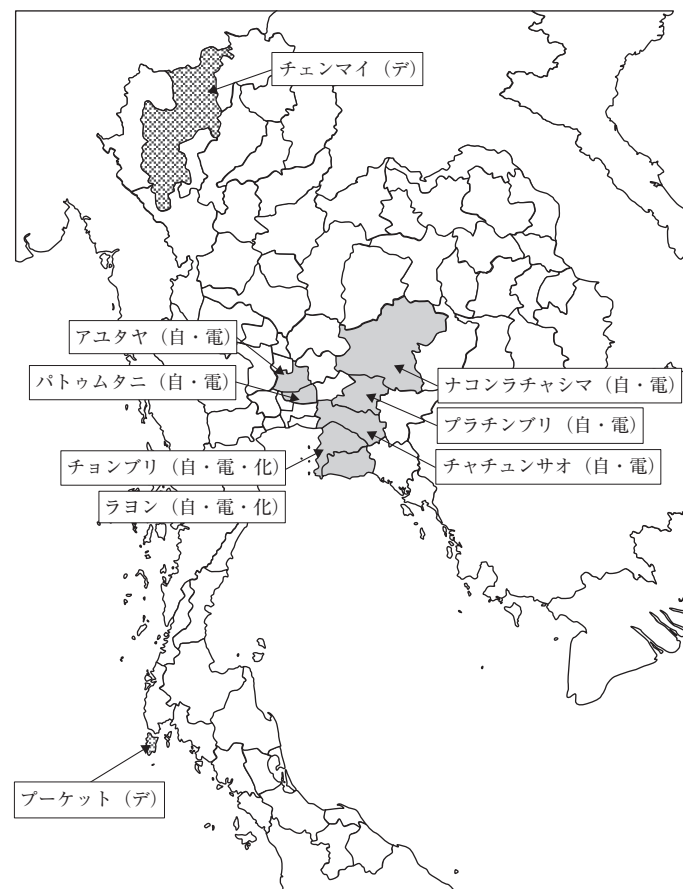 チェンマイ（デ）
アユタヤ（自・電）
パトゥムタニ（自・電）
ナコンラチャシマ（自・電）
プラチンブリ（自・電）
チョンブリ（自・電・化）
チャチュンサオ（自・電）
ラヨン（自・電・化）
プーケット（デ）